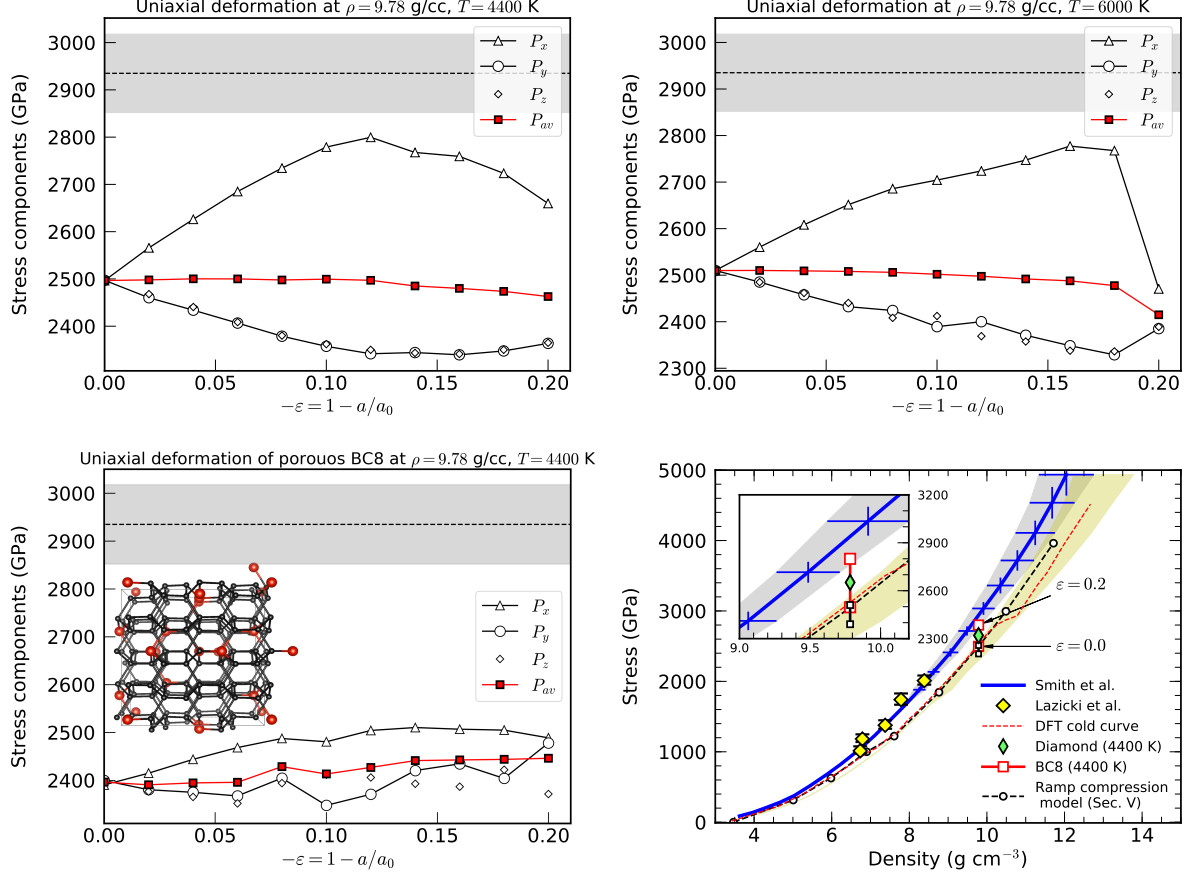 Uniaxial deformation at ρ = 9.78 g/cc, T = 4400 K
3000
2900
2800
2700
2600
2500
2400
Stress components (GPa)
P_x
P_y
P_z
P_av
0.00 0.05 0.10 0.15 0.20
−ε = 1 − a/a_0
Uniaxial deformation at ρ = 9.78 g/cc, T = 6000 K
3000
2900
2800
2700
2600
2500
2400
2300
Stress components (GPa)
P_x
P_y
P_z
P_av
0.00 0.05 0.10 0.15 0.20
−ε = 1 − a/a_0
Uniaxial deformation of porouos BC8 at ρ = 9.78 g/cc, T = 4400 K
3000
2900
2800
2700
2600
2500
2400
Stress components (GPa)
P_x
P_y
P_z
P_av
0.00 0.05 0.10 0.15 0.20
−ε = 1 − a/a_0
5000
4000
3000
2000
1000
0
Stress (GPa)
3200
2900
2600
2300
9.0 9.5 10.0
ε = 0.2
ε = 0.0
Smith et al.
Lazicki et al.
DFT cold curve
Diamond (4400 K)
BC8 (4400 K)
Ramp compression
model (Sec. V)
4 6 8 10 12 14
Density (g cm⁻³)